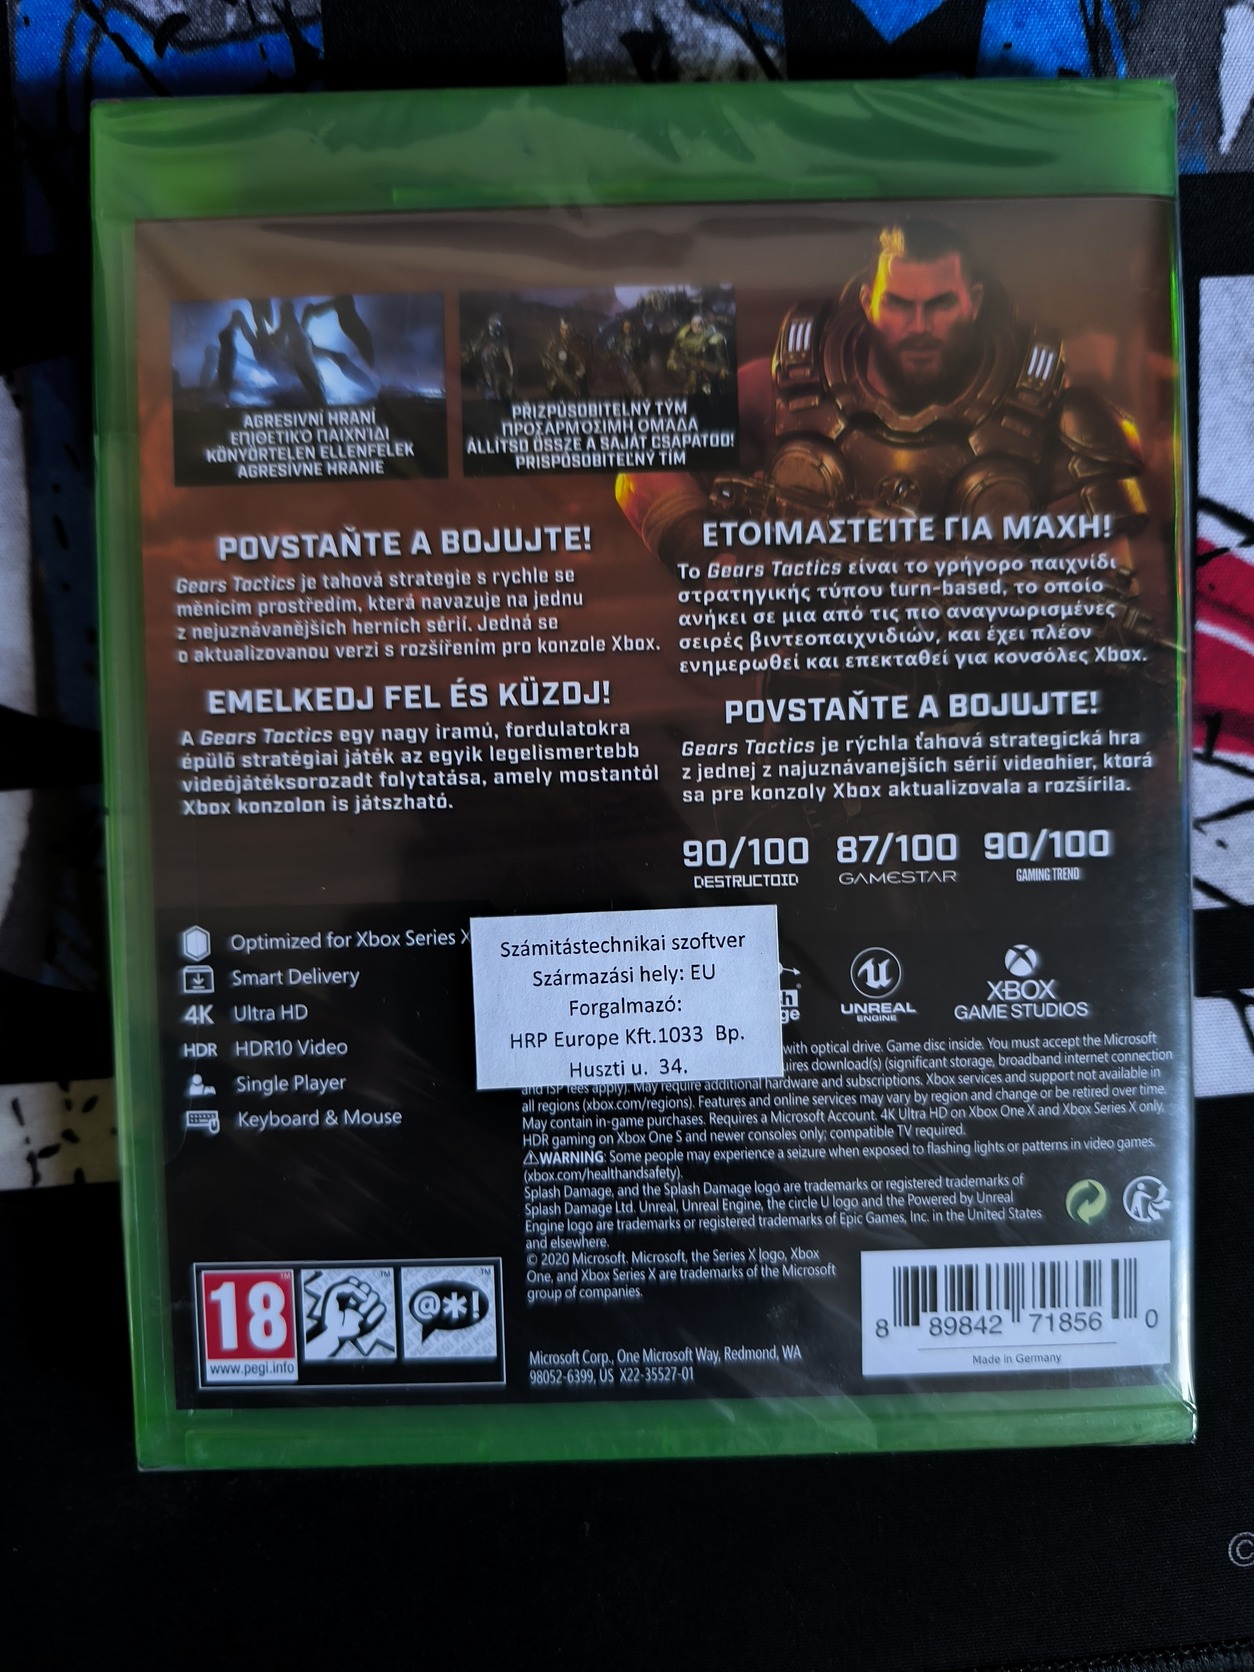 AGRESIVNÍ HRANÍ
ΕΠΙΘΕΤΙΚΌ ΠΑΙΧΝΊΔΙ
KÖNYÖRTELEN ELLENFELEK
AGRESÍVNE HRANIE
PŘIZPŮSOBITELNÝ TÝM
ΠΡΟΣΑΡΜΌΣΙΜΗ ΟΜΆΔΑ
ÁLLÍTSD ÖSSZE A SAJÁT CSAPATOD!
PRISPÔSOBITEĽNÝ TÍM
POVSTAŇTE A BOJUJTE!
Gears Tactics je tahová strategie s rychle se
měnícím prostředím, která navazuje na jednu
z nejuznávanějších herních sérií. Jedná se
o aktualizovanou verzi s rozšířením pro konzole Xbox.
ΕΤΟΙΜΑΣΤΕΊΤΕ ΓΙΑ ΜΆΧΗ!
Το Gears Tactics είναι το γρήγορο παιχνίδι
στρατηγικής τύπου turn-based, το οποίο
ανήκει σε μια από τις πιο αναγνωρισμένες
σειρές βιντεοπαιχνιδιών, και έχει πλέον
ενημερωθεί και επεκταθεί για κονσόλες Xbox.
EMELKEDJ FEL ÉS KÜZDJ!
A Gears Tactics egy nagy iramú, fordulatokra
épülő stratégiai játék az egyik legelismertebb
videójátéksorozadt folytatása, amely mostantól
Xbox konzolon is játszható.
POVSTAŇTE A BOJUJTE!
Gears Tactics je rýchla ťahová strategická hra
z jednej z najuznávanejších sérií videohier, ktorá
sa pre konzoly Xbox aktualizovala a rozšírila.
90/100 87/100 90/100
DESTRUCTOID GAMESTAR GAMING TREND
Optimized for Xbox Series X
Smart Delivery
4K Ultra HD
HDR HDR10 Video
Single Player
Keyboard & Mouse
Számitástechnikai szoftver
Származási hely: EU
Forgalmazó:
HRP Europe Kft.1033 Bp.
Huszti u. 34.
UNREAL
ENGINE
XBOX
GAME STUDIOS
with optical drive. Game disc inside. You must accept the Microsoft
download(s) (significant storage, broadband internet connection
and ISP fees apply). May require additional hardware and subscriptions. Xbox services and support not available in
all regions (xbox.com/regions). Features and online services may vary by region and change or be retired over time.
May contain in-game purchases. Requires a Microsoft Account. 4K Ultra HD on Xbox One X and Xbox Series X only,
HDR gaming on Xbox One S and newer consoles only; compatible TV required.
⚠WARNING: Some people may experience a seizure when exposed to flashing lights or patterns in video games.
(xbox.com/healthandsafety).
Splash Damage, and the Splash Damage logo are trademarks or registered trademarks of
Splash Damage Ltd. Unreal, Unreal Engine, the circle U logo and the Powered by Unreal
Engine logo are trademarks or registered trademarks of Epic Games, Inc. in the United States
and elsewhere.
© 2020 Microsoft. Microsoft, the Series X logo, Xbox
One, and Xbox Series X are trademarks of the Microsoft
group of companies.
Microsoft Corp., One Microsoft Way, Redmond, WA
98052-6399, US X22-35527-01
18
www.pegi.info
@*!
8 89842 71856 0
Made in Germany
©